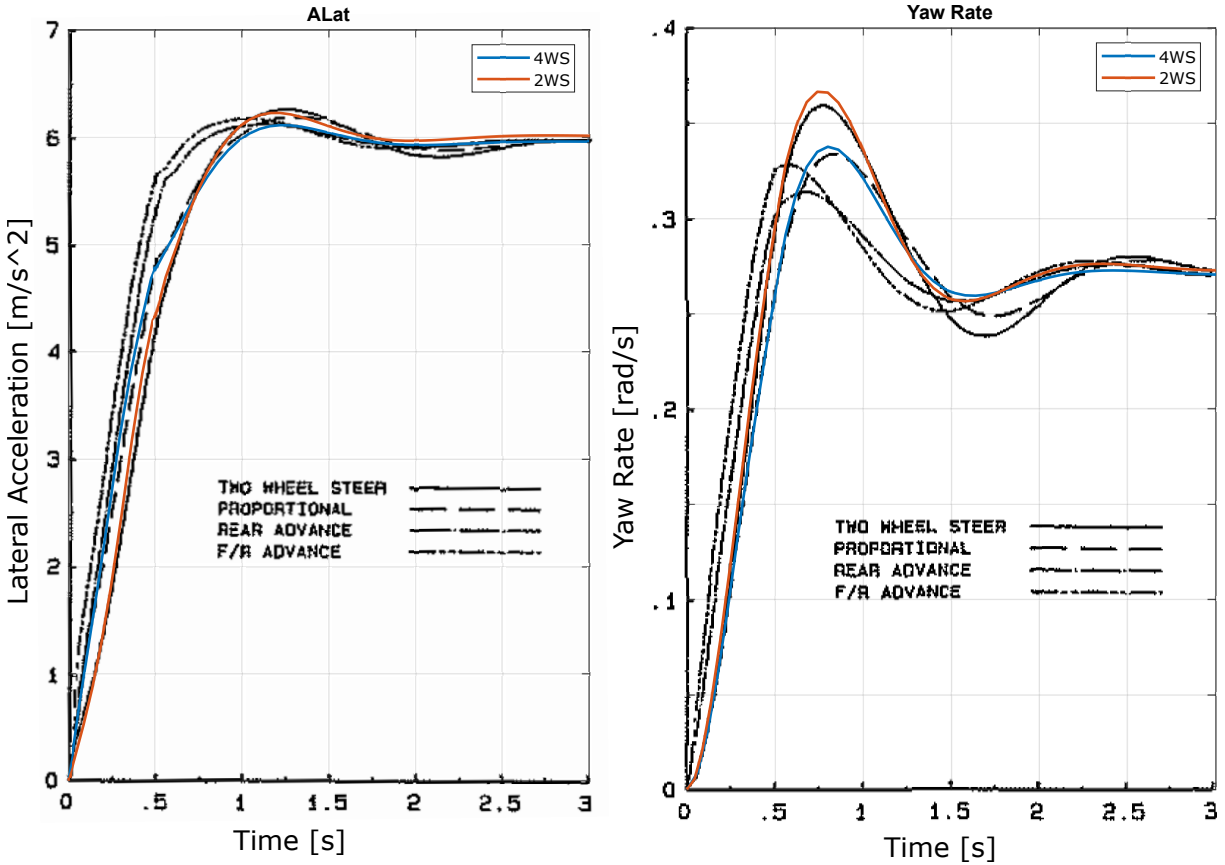 ALat
7
6
5
4
3
2
1
0
Lateral Acceleration [m/s^2]
4WS
2WS
TWO WHEEL STEER
PROPORTIONAL
REAR ADVANCE
F/R ADVANCE
0 .5 1 1.5 2 2.5 3
Time [s]
Yaw Rate
.4
.3
.2
.1
0
Yaw Rate [rad/s]
4WS
2WS
TWO WHEEL STEER
PROPORTIONAL
REAR ADVANCE
F/R ADVANCE
0 .5 1 1.5 2 2.5 3
Time [s]